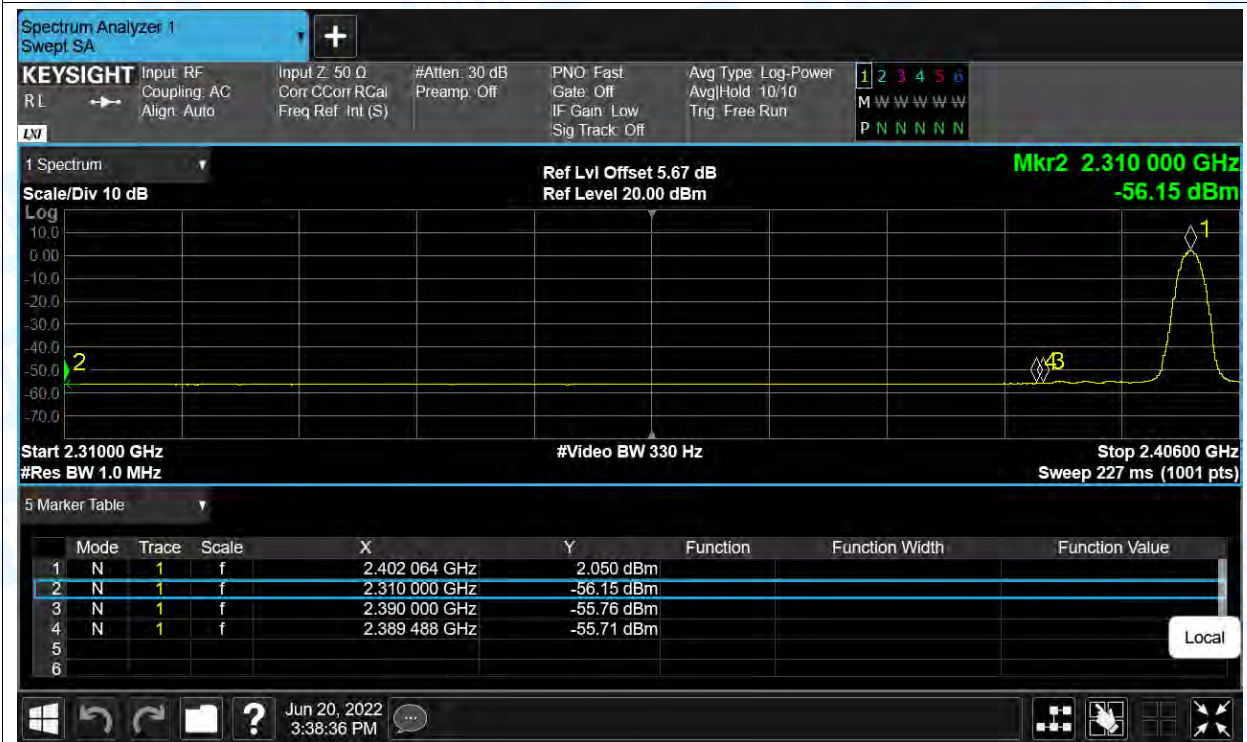 Spectrum Analyzer 1
Swept SA
+
KEYSIGHT
RL
LXI
Input: RF
Coupling: AC
Align: Auto
Input Z: 50 Ω
Corr CCorr RCal
Freq Ref: Int (S)
#Atten: 30 dB
Preamp: Off
PNO: Fast
Gate: Off
IF Gain: Low
Sig Track: Off
Avg Type: Log-Power
Avg|Hold: 10/10
Trig: Free Run
1 2 3 4 5 6
M W W W W W
P N N N N N
1 Spectrum
Scale/Div 10 dB
Ref Lvl Offset 5.67 dB
Ref Level 20.00 dBm
Mkr2 2.310 000 GHz
-56.15 dBm
Log
10.0
0.00
-10.0
-20.0
-30.0
-40.0
-50.0
-60.0
-70.0
1
2
43
Start 2.31000 GHz
#Res BW 1.0 MHz
#Video BW 330 Hz
Stop 2.40600 GHz
Sweep 227 ms (1001 pts)
5 Marker Table
Mode Trace Scale X Y Function Function Width Function Value
1 N 1 f 2.402 064 GHz 2.050 dBm
2 N 1 f 2.310 000 GHz -56.15 dBm
3 N 1 f 2.390 000 GHz -55.76 dBm
4 N 1 f 2.389 488 GHz -55.71 dBm
5
6
Local
?
Jun 20, 2022
3:38:36 PM